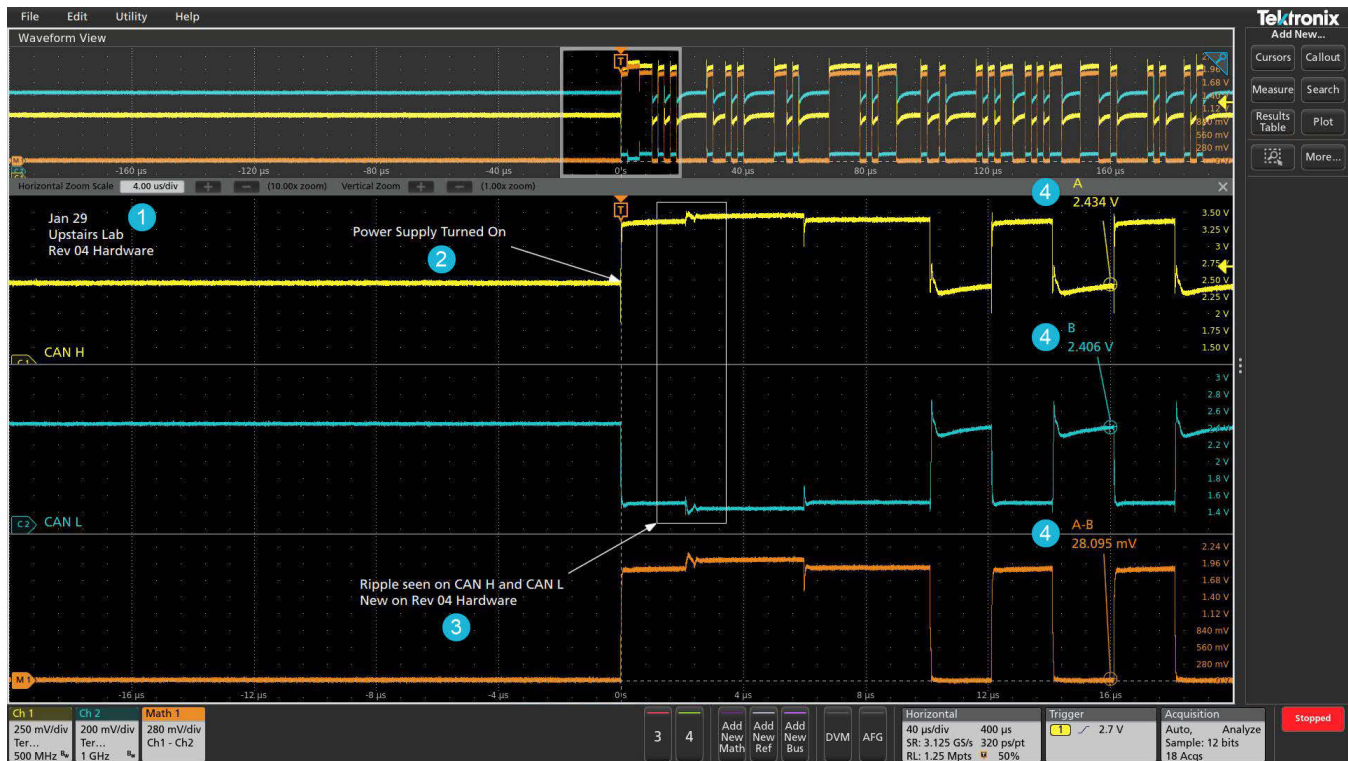 File Edit Utility Help
Tektronix
Waveform View
Add New...
Cursors Callout
Measure Search
Results Table Plot
More...
T
1.96 V
1.68 V
1.12 V
840 mV
560 mV
280 mV
M
-160 µs -120 µs -80 µs -40 µs 0 s 40 µs 80 µs 120 µs 160 µs
Horizontal Zoom Scale 4.00 us/div + − (10.00x zoom) Vertical Zoom + − (1.00x zoom) ×
T
Jan 29
Upstairs Lab
Rev 04 Hardware
1
Power Supply Turned On
2
4
A
2.434 V
3.50 V
3.25 V
3 V
2.75
2.50 V
2.25 V
2 V
1.75 V
1.50 V
C1 CAN H
4
B
2.406 V
3 V
2.8 V
2.6 V
2.4 V
2.2 V
2 V
1.8 V
1.6 V
1.4 V
C2 CAN L
4
A-B
28.095 mV
2.24 V
1.96 V
1.68 V
1.40 V
1.12 V
840 mV
560 mV
280 mV
Ripple seen on CAN H and CAN L
New on Rev 04 Hardware
3
M 1
-16 µs -12 µs -8 µs -4 µs 0 s 4 µs 8 µs 12 µs 16 µs
Ch 1
250 mV/div
Ter...
500 MHz Bw
Ch 2
200 mV/div
Ter...
1 GHz Bw
Math 1
280 mV/div
Ch1 - Ch2
3
4
Add New Math
Add New Ref
Add New Bus
DVM
AFG
Horizontal
40 µs/div 400 µs
SR: 3.125 GS/s 320 ps/pt
RL: 1.25 Mpts 50%
Trigger
1 2.7 V
Acquisition
Auto, Analyze
Sample: 12 bits
18 Acqs
Stopped